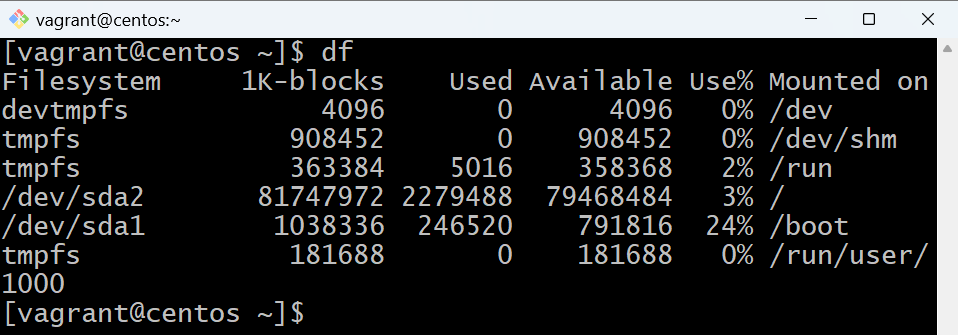 vagrant@centos:~
[vagrant@centos ~]$ df
Filesystem     1K-blocks    Used Available Use% Mounted on
devtmpfs            4096       0      4096   0% /dev
tmpfs             908452       0    908452   0% /dev/shm
tmpfs             363384    5016    358368   2% /run
/dev/sda2       81747972 2279488  79468484   3% /
/dev/sda1        1038336  246520    791816  24% /boot
tmpfs             181688       0    181688   0% /run/user/
1000
[vagrant@centos ~]$